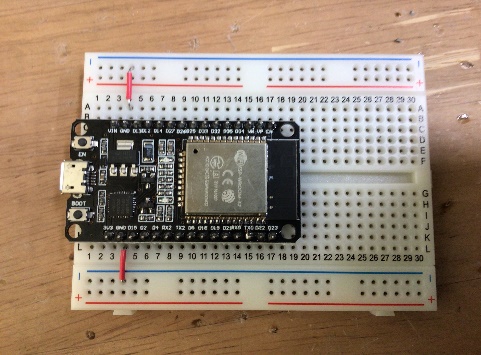 1 2 3 4 5 6 7 8 9 10 11 12 13 14 15 16 17 18 19 20 21 22 23 24 25 26 27 28 29 30
A
B
C
D
E
F
VIN GND D13 D12 D14 D27 D26 D25 D33 D32 D35 D34 VN VP EN
EN
BOOT
CE
3V3 GND D15 D2 D4 RX2 TX2 D5 D18 D19 D21 RX0 TX0 D22 D23
G
H
I
J
K
L
1 2 3 4 5 6 7 8 9 10 11 12 13 14 15 16 17 18 19 20 21 22 23 24 25 26 27 28 29 30